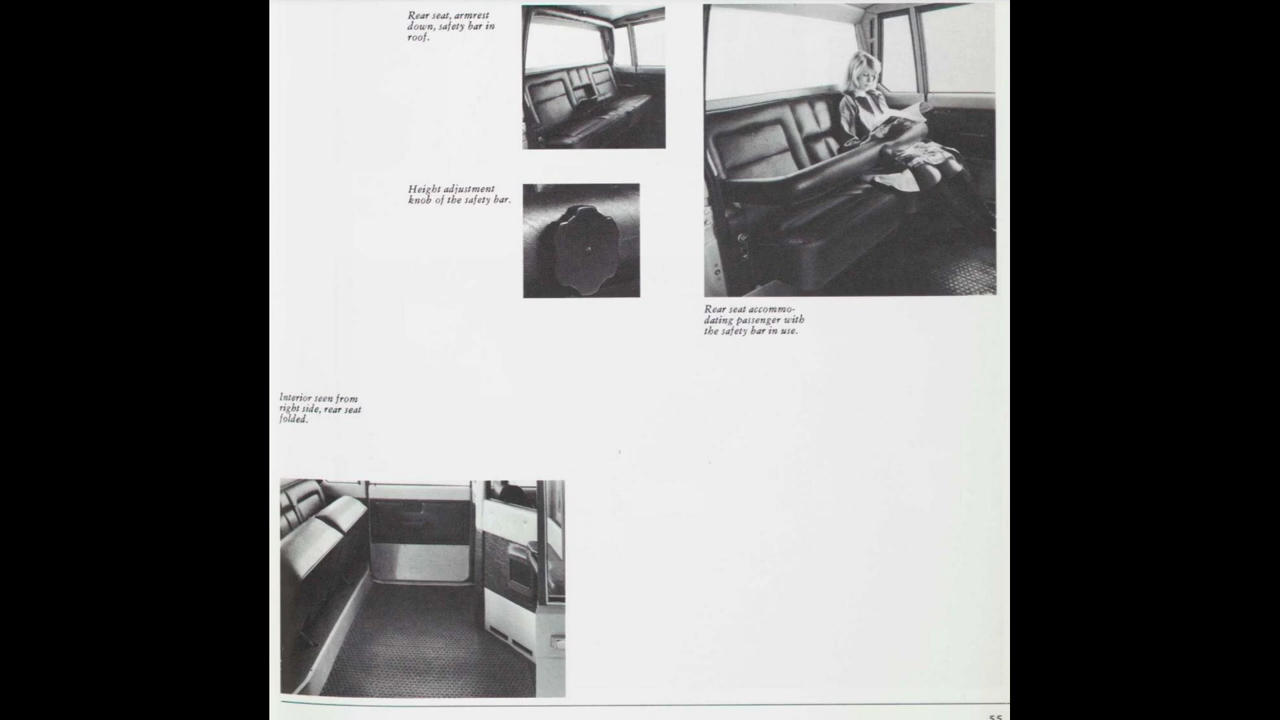 Rear seat, armrest
down, safety bar in
roof.
Height adjustment
knob of the safety bar.
Rear seat accommo-
dating passenger with
the safety bar in use.
Interior seen from
right side, rear seat
folded.
55